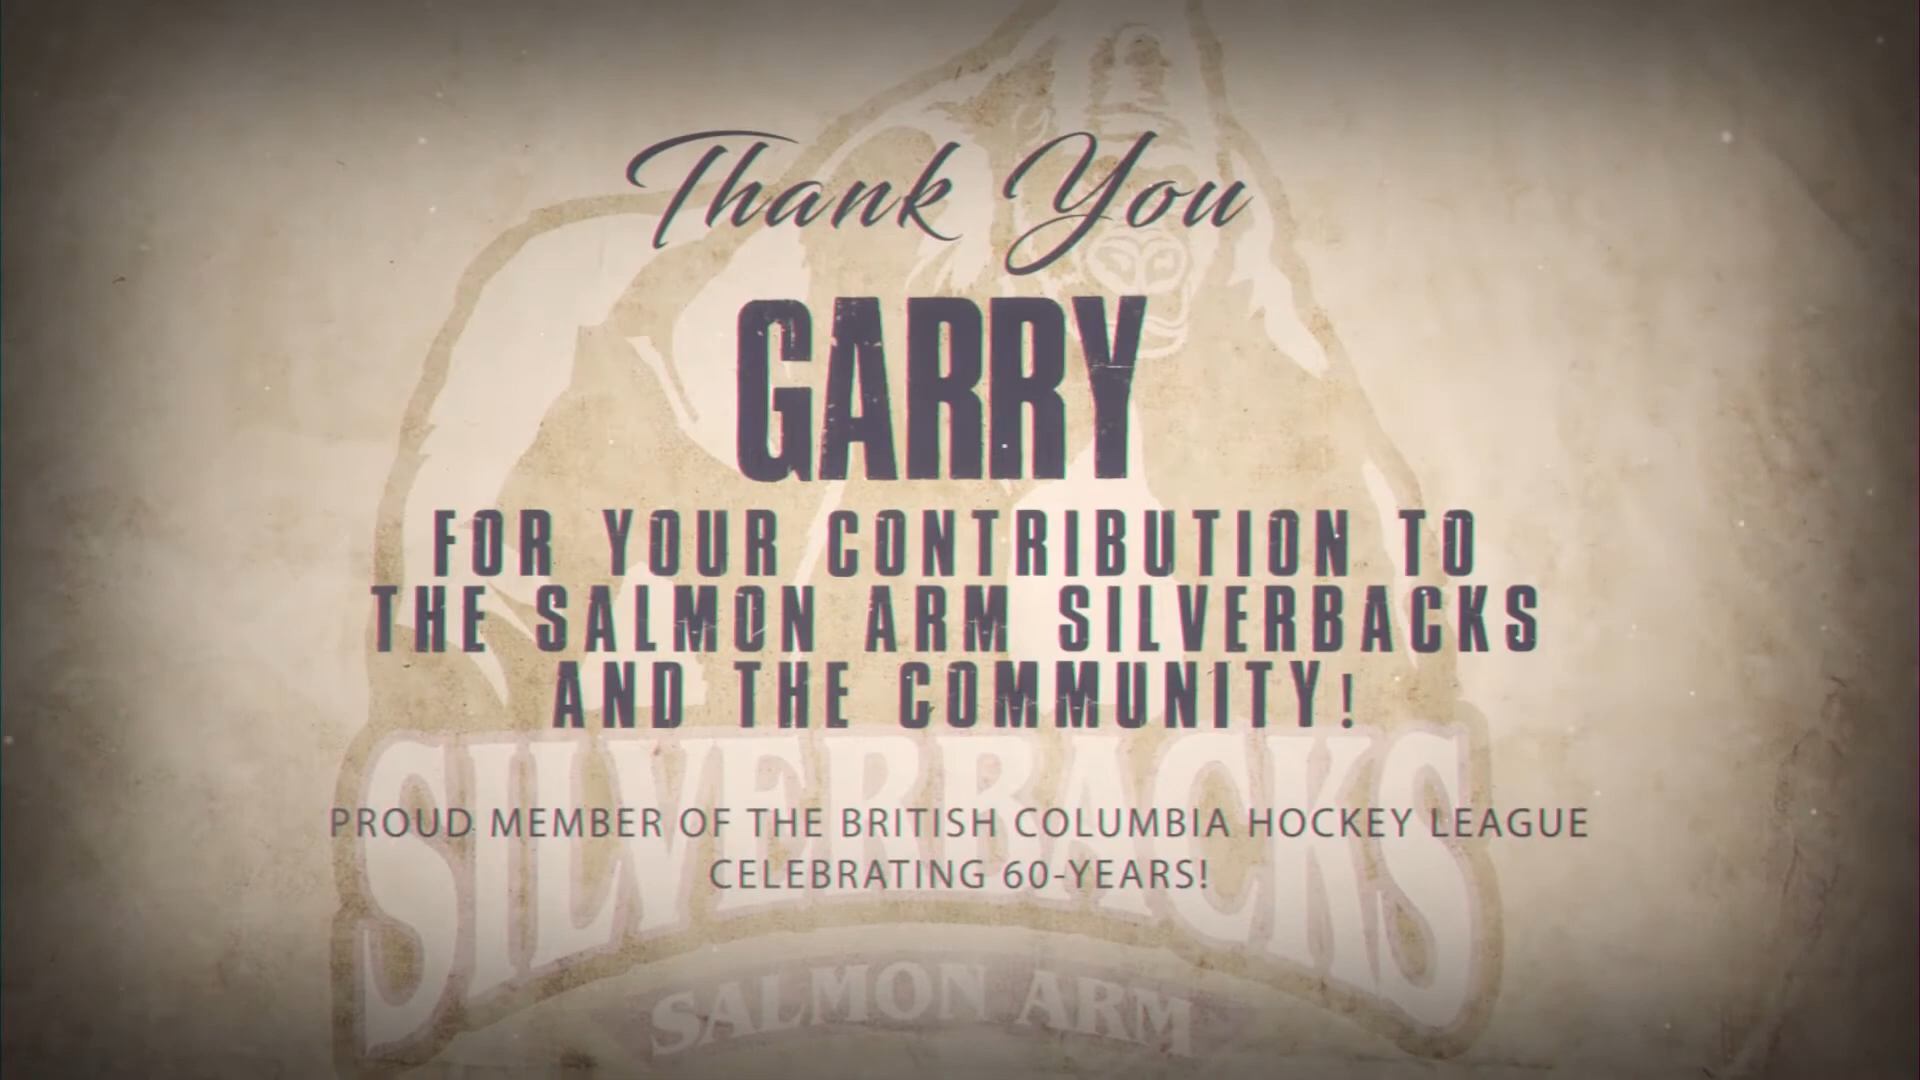 Thank You
GARRY
FOR YOUR CONTRIBUTION TO
THE SALMON ARM SILVERBACKS
AND THE COMMUNITY!
SILVERBACKS
PROUD MEMBER OF THE BRITISH COLUMBIA HOCKEY LEAGUE
CELEBRATING 60-YEARS!
SALMON ARM